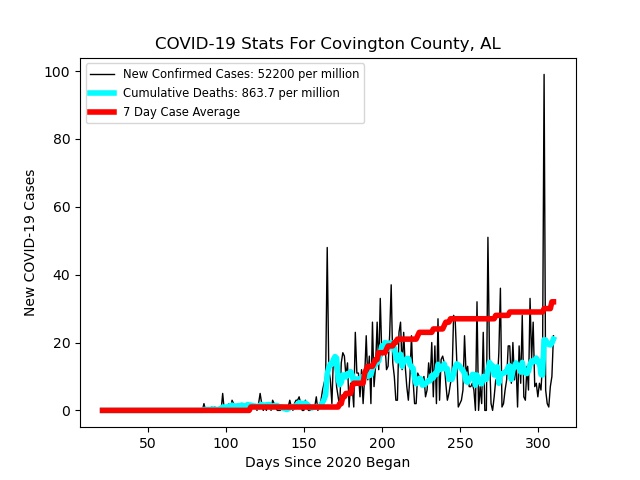 COVID-19 Stats For Covington County, AL
New Confirmed Cases: 52200 per million
Cumulative Deaths: 863.7 per million
7 Day Case Average
100
80
60
40
20
0
New COVID-19 Cases
50 100 150 200 250 300
Days Since 2020 Began